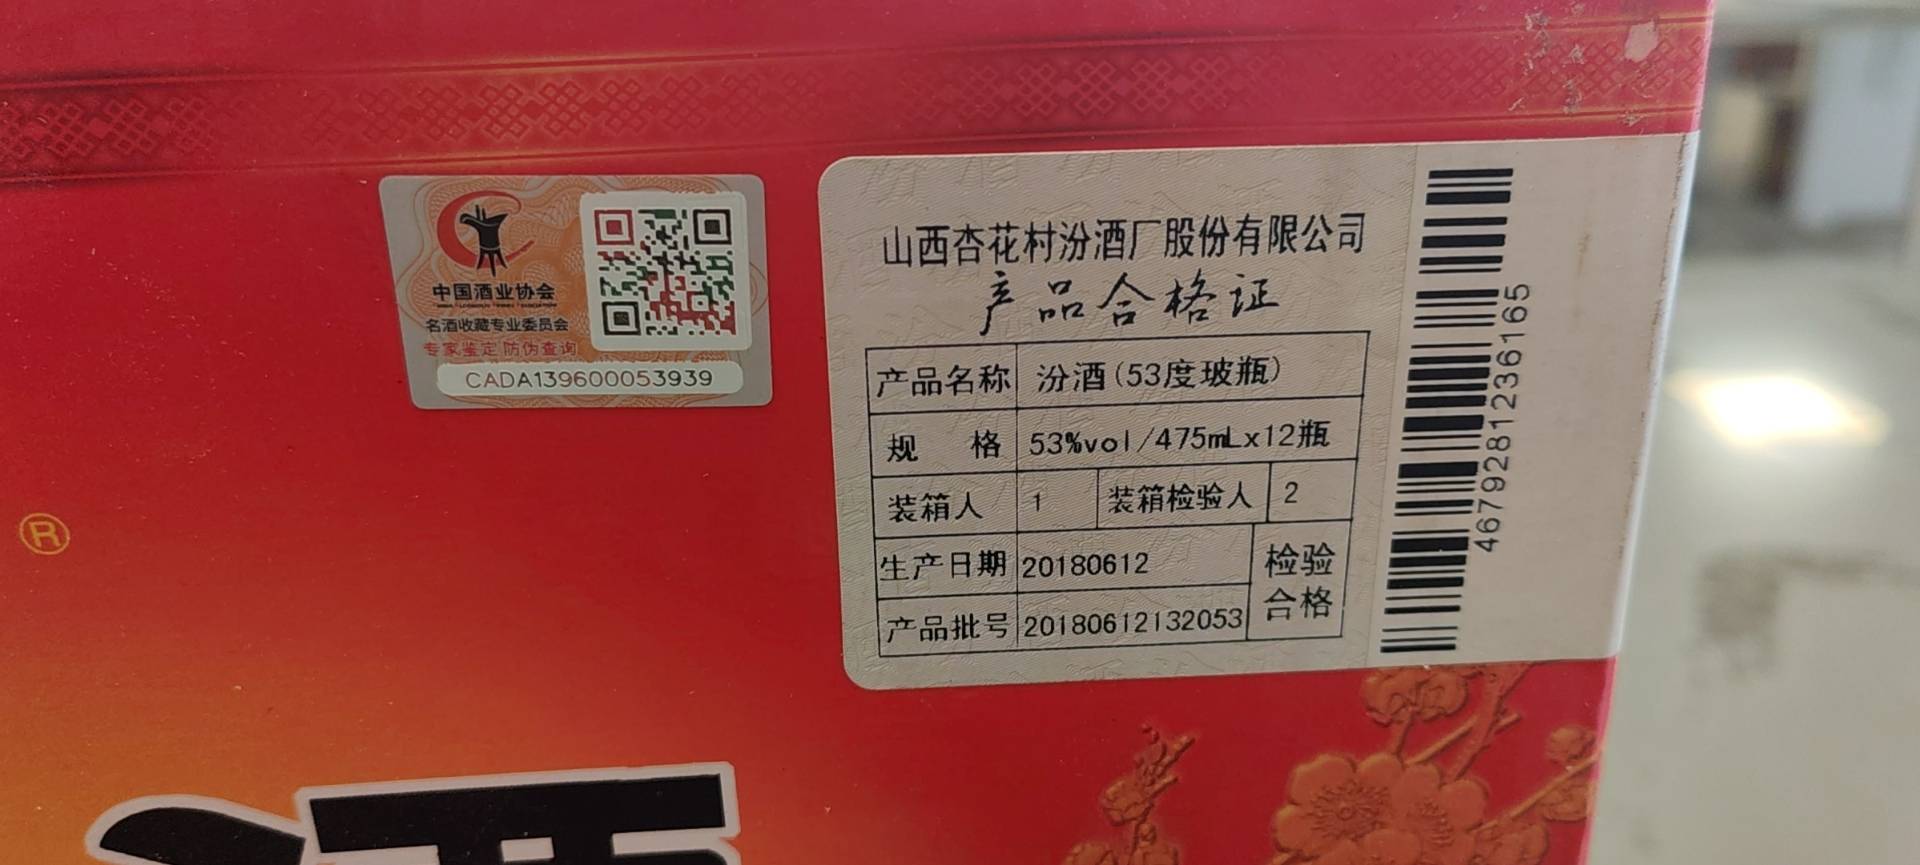 中国酒业协会
名酒收藏专业委员会
专家鉴定 防伪查询
CADA139600053939
山西杏花村汾酒厂股份有限公司
产品合格证
产品名称 汾酒(53度玻瓶)
规 格 53%vol/475mLx12瓶
装箱人 1 装箱检验人 2
生产日期 20180612
产品批号 20180612132053
检验
合格
4679281236165
®
酒